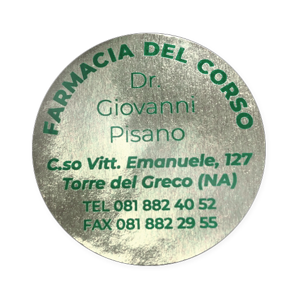 FARMACIA DEL CORSO
Dr.
Giovanni
Pisano
C.so Vitt. Emanuele, 127
Torre del Greco (NA)
TEL 081 882 40 52
FAX 081 882 29 55